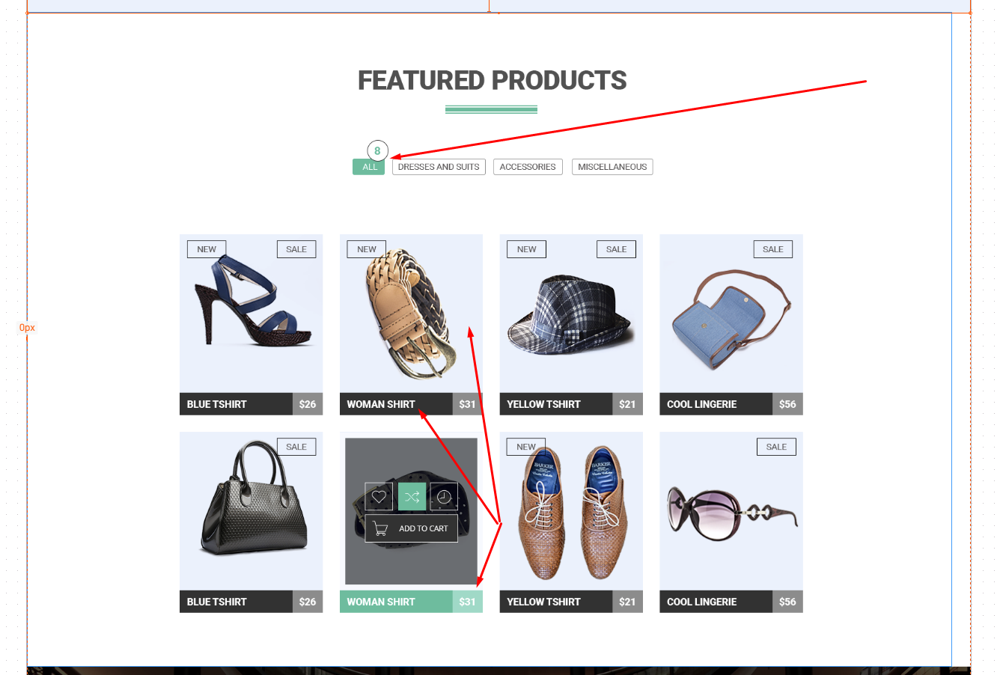 FEATURED PRODUCTS
8
ALL DRESSES AND SUITS ACCESSORIES MISCELLANEOUS
NEW SALE NEW NEW SALE SALE
0px
BLUE TSHIRT $26 WOMAN SHIRT $31 YELLOW TSHIRT $21 COOL LINGERIE $56
SALE NEW SALE
BARKER BARKER
ADD TO CART
BLUE TSHIRT $26 WOMAN SHIRT $31 YELLOW TSHIRT $21 COOL LINGERIE $56